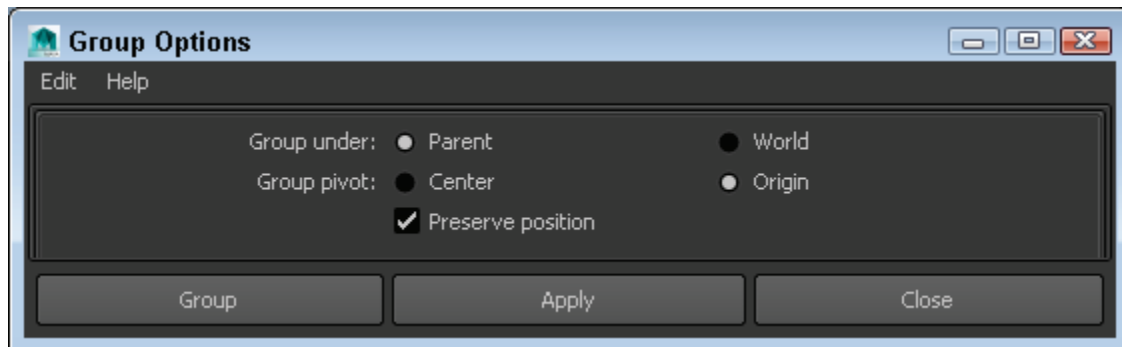 Group Options
Edit Help
Group under: Parent World
Group pivot: Center Origin
Preserve position
Group Apply Close